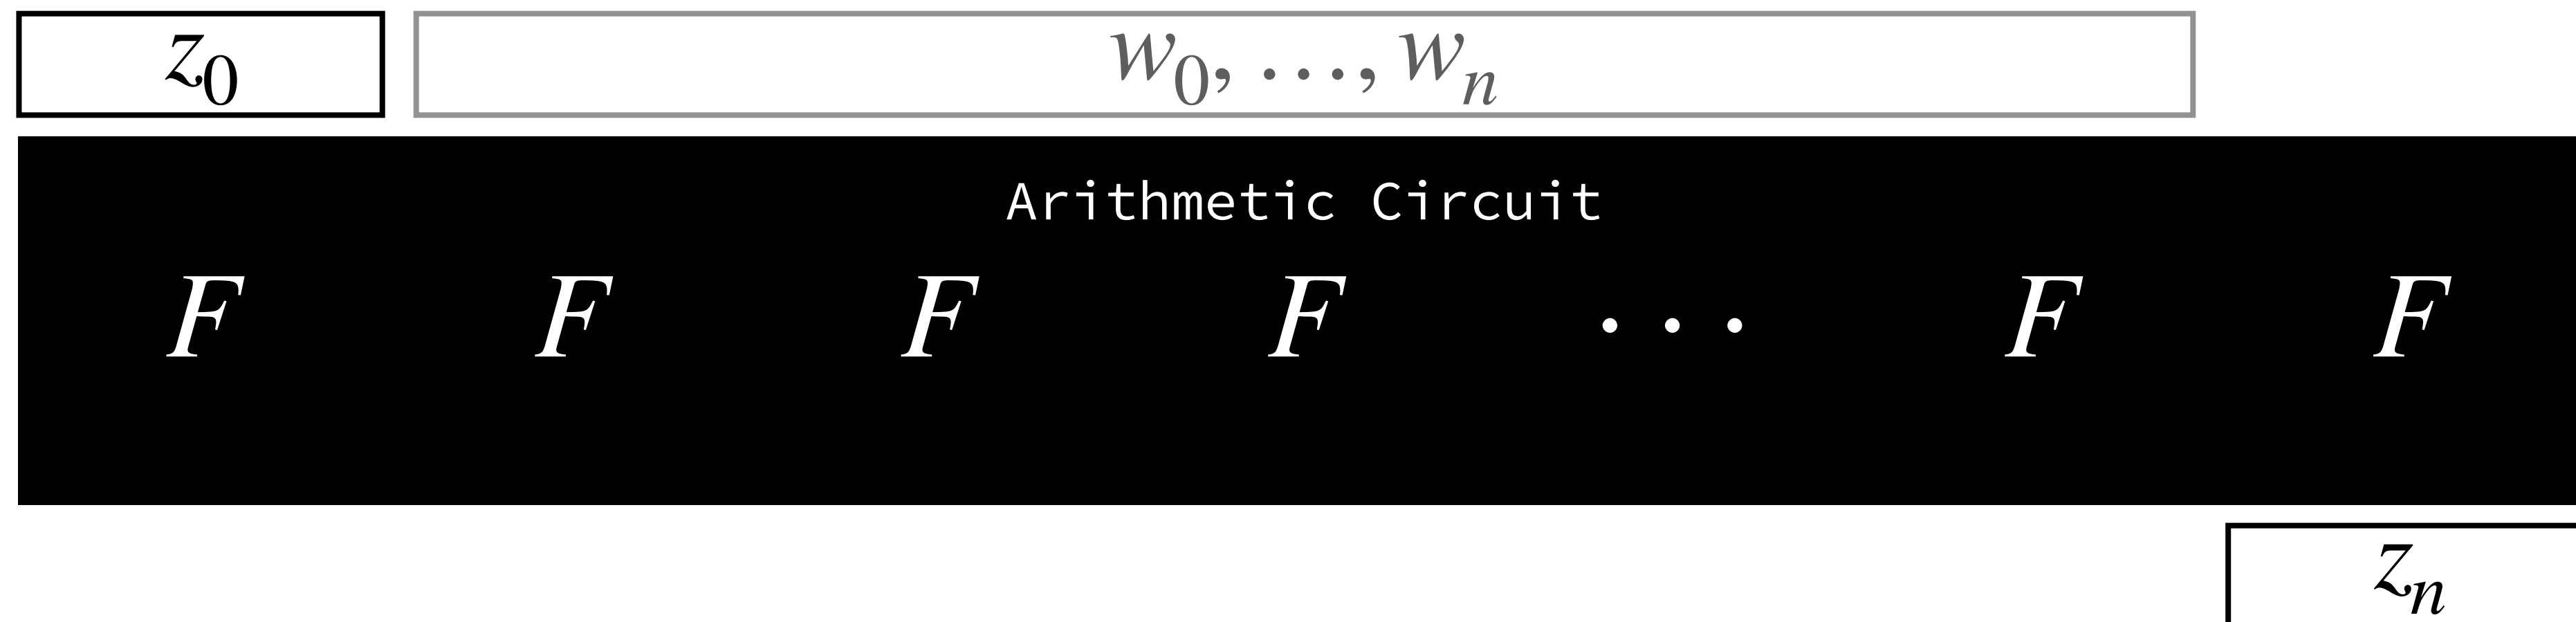 z₀ w₀, …, wₙ
Arithmetic Circuit
F F F F ··· F F
zₙ